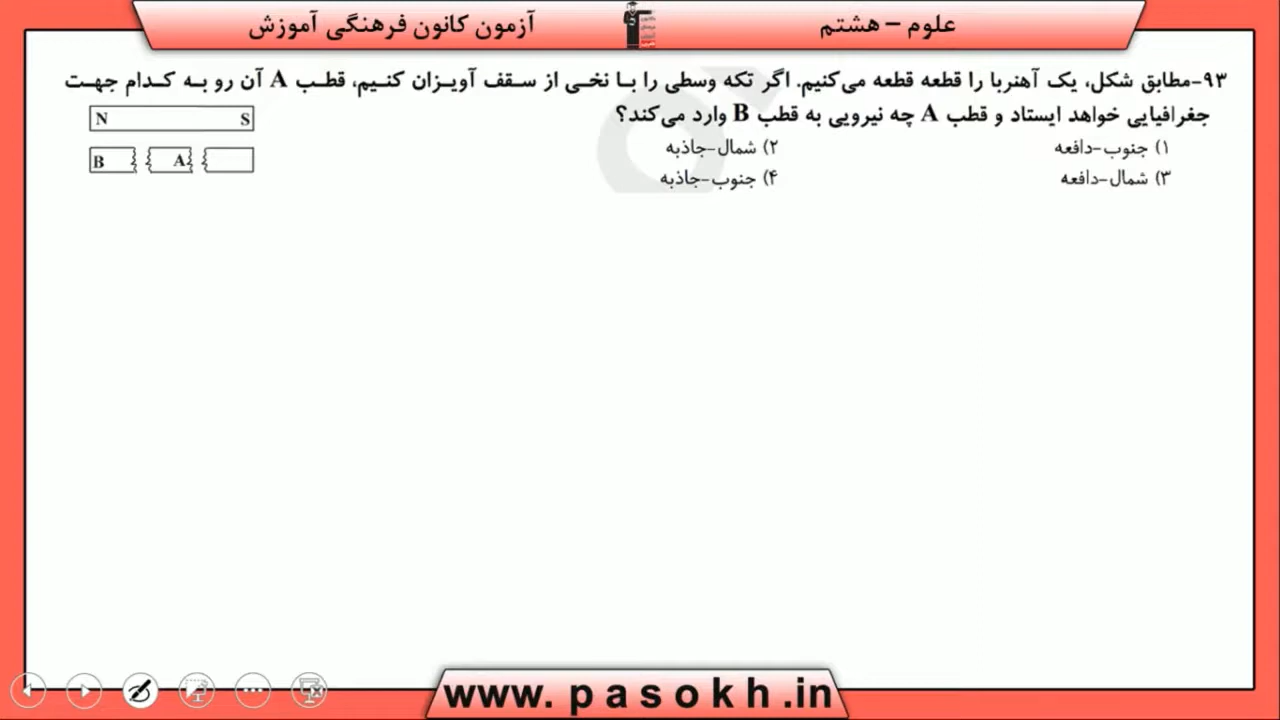 علوم – هشتم
آزمون کانون فرهنگی آموزش
۹۳-مطابق شکل، یک آهنربا را قطعه قطعه می‌کنیم. اگر تکه وسطی را با نخی از سقف آویزان کنیم، قطب A آن رو به کدام جهت
جغرافیایی خواهد ایستاد و قطب A چه نیرویی به قطب B وارد می‌کند؟
۱) جنوب-دافعه
۲) شمال-جاذبه
۳) شمال-دافعه
۴) جنوب-جاذبه
N S
B A
www. p a s o k h .in